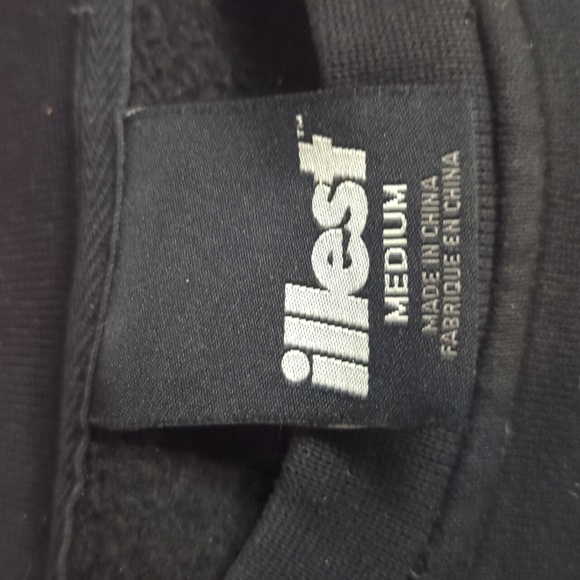 illest™
MEDIUM
MADE IN CHINA
FABRIQUE EN CHINA